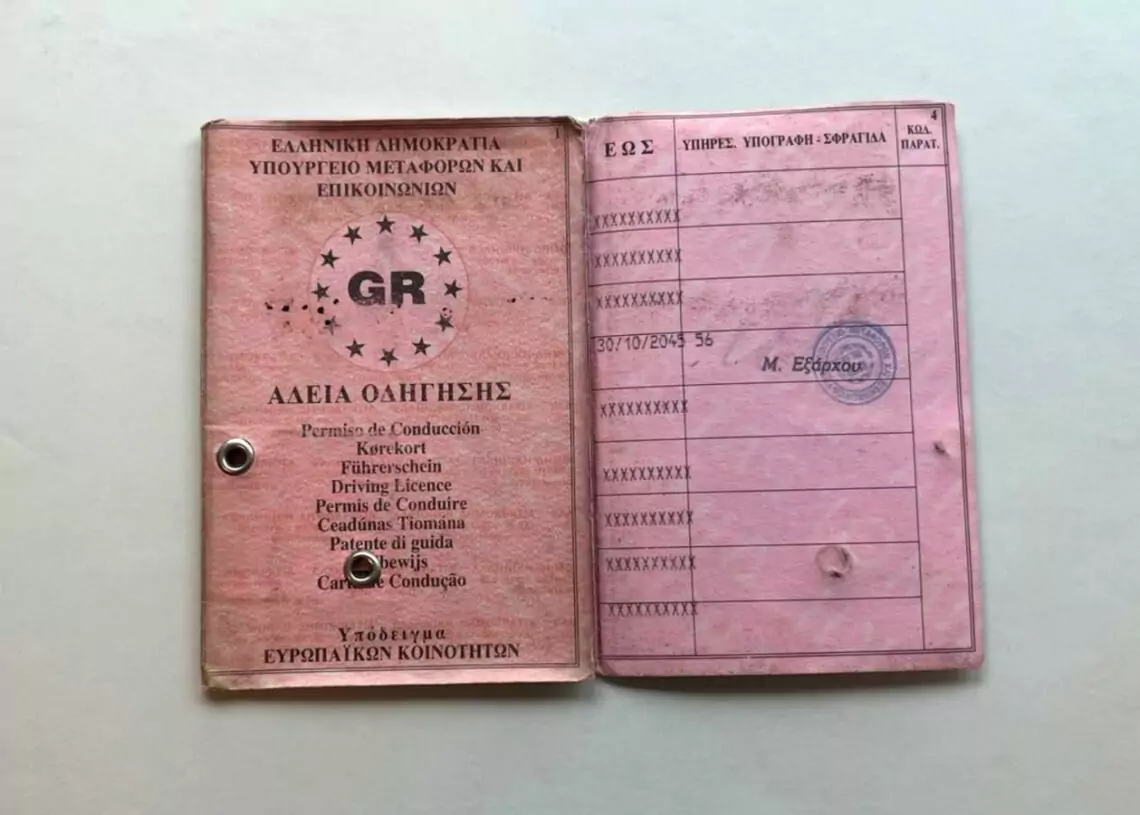 1
ΕΛΛΗΝΙΚΗ ΔΗΜΟΚΡΑΤΙΑ
ΥΠΟΥΡΓΕΙΟ ΜΕΤΑΦΟΡΩΝ ΚΑΙ
ΕΠΙΚΟΙΝΩΝΙΩΝ
GR
ΑΔΕΙΑ ΟΔΗΓΗΣΗΣ
Permiso de Conducción
Kørekort
Führerschein
Driving Licence
Permis de Conduire
Ceadúnas Tiomána
Patente di guida
bewijs
Condução
Υπόδειγμα
ΕΥΡΩΠΑΪΚΩΝ ΚΟΙΝΟΤΗΤΩΝ
4
ΕΩΣ
ΥΠΗΡΕΣ. ΥΠΟΓΡΑΦΗ - ΣΦΡΑΓΙΔΑ
ΚΩΔ.
ΠΑΡΑΤ.
XXXXXXXXXX
XXXXXXXXXX
XXXXXXXXXX
30/10/2045 56
Μ. Εξάρχου
XXXXXXXXXX
XXXXXXXXXX
XXXXXXXXXX
XXXXXXXXXX
XXXXXXXXXX